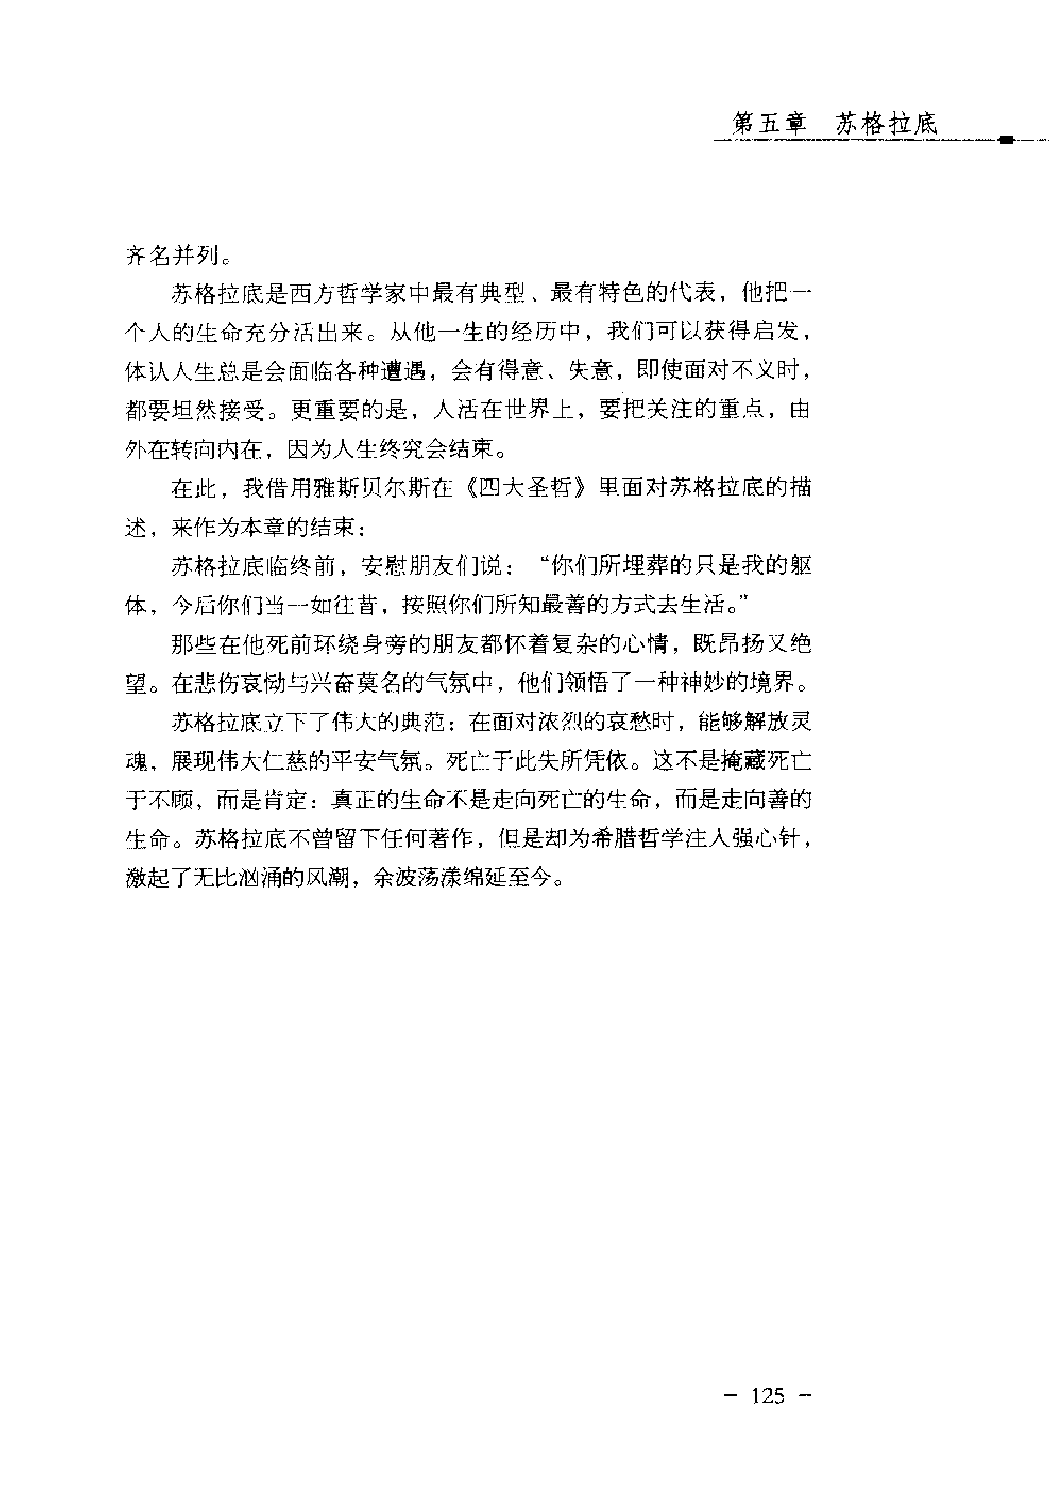 第五章 苏格拉底
齐名并列。
苏格拉底是西方哲学家中最有典型、最有特色的代表，他把一
个人的生命充分活出来。从他一生的经历中，我们可以获得启发，
体认人生总是会面临各种遭遇，会有得意、失意，即使面对不义时，
都要坦然接受。更重要的是，人活在世界上，要把关注的重点，由
外在转向内在，因为人生终究会结束。
在此，我借用雅斯贝尔斯在《四大圣哲》里面对苏格拉底的描
述，来作为本章的结束：
苏格拉底临终前，安慰朋友们说：“你们所埋葬的只是我的躯
体，今后你们当一如往昔，按照你们所知最善的方式去生活。”
那些在他死前环绕身旁的朋友都怀着复杂的心情，既昂扬又绝
望。在悲伤哀恸与兴奋莫名的气氛中，他们领悟了一种神妙的境界。
苏格拉底立下了伟大的典范：在面对浓烈的哀愁时，能够解放灵
魂，展现伟大仁慈的平安气氛。死亡于此失所凭依。这不是掩藏死亡
于不顾，而是肯定：真正的生命不是走向死亡的生命，而是走向善的
生命。苏格拉底不曾留下任何著作，但是却为希腊哲学注入强心针，
激起了无比汹涌的风潮，余波荡漾绵延至今。
－ 125 －